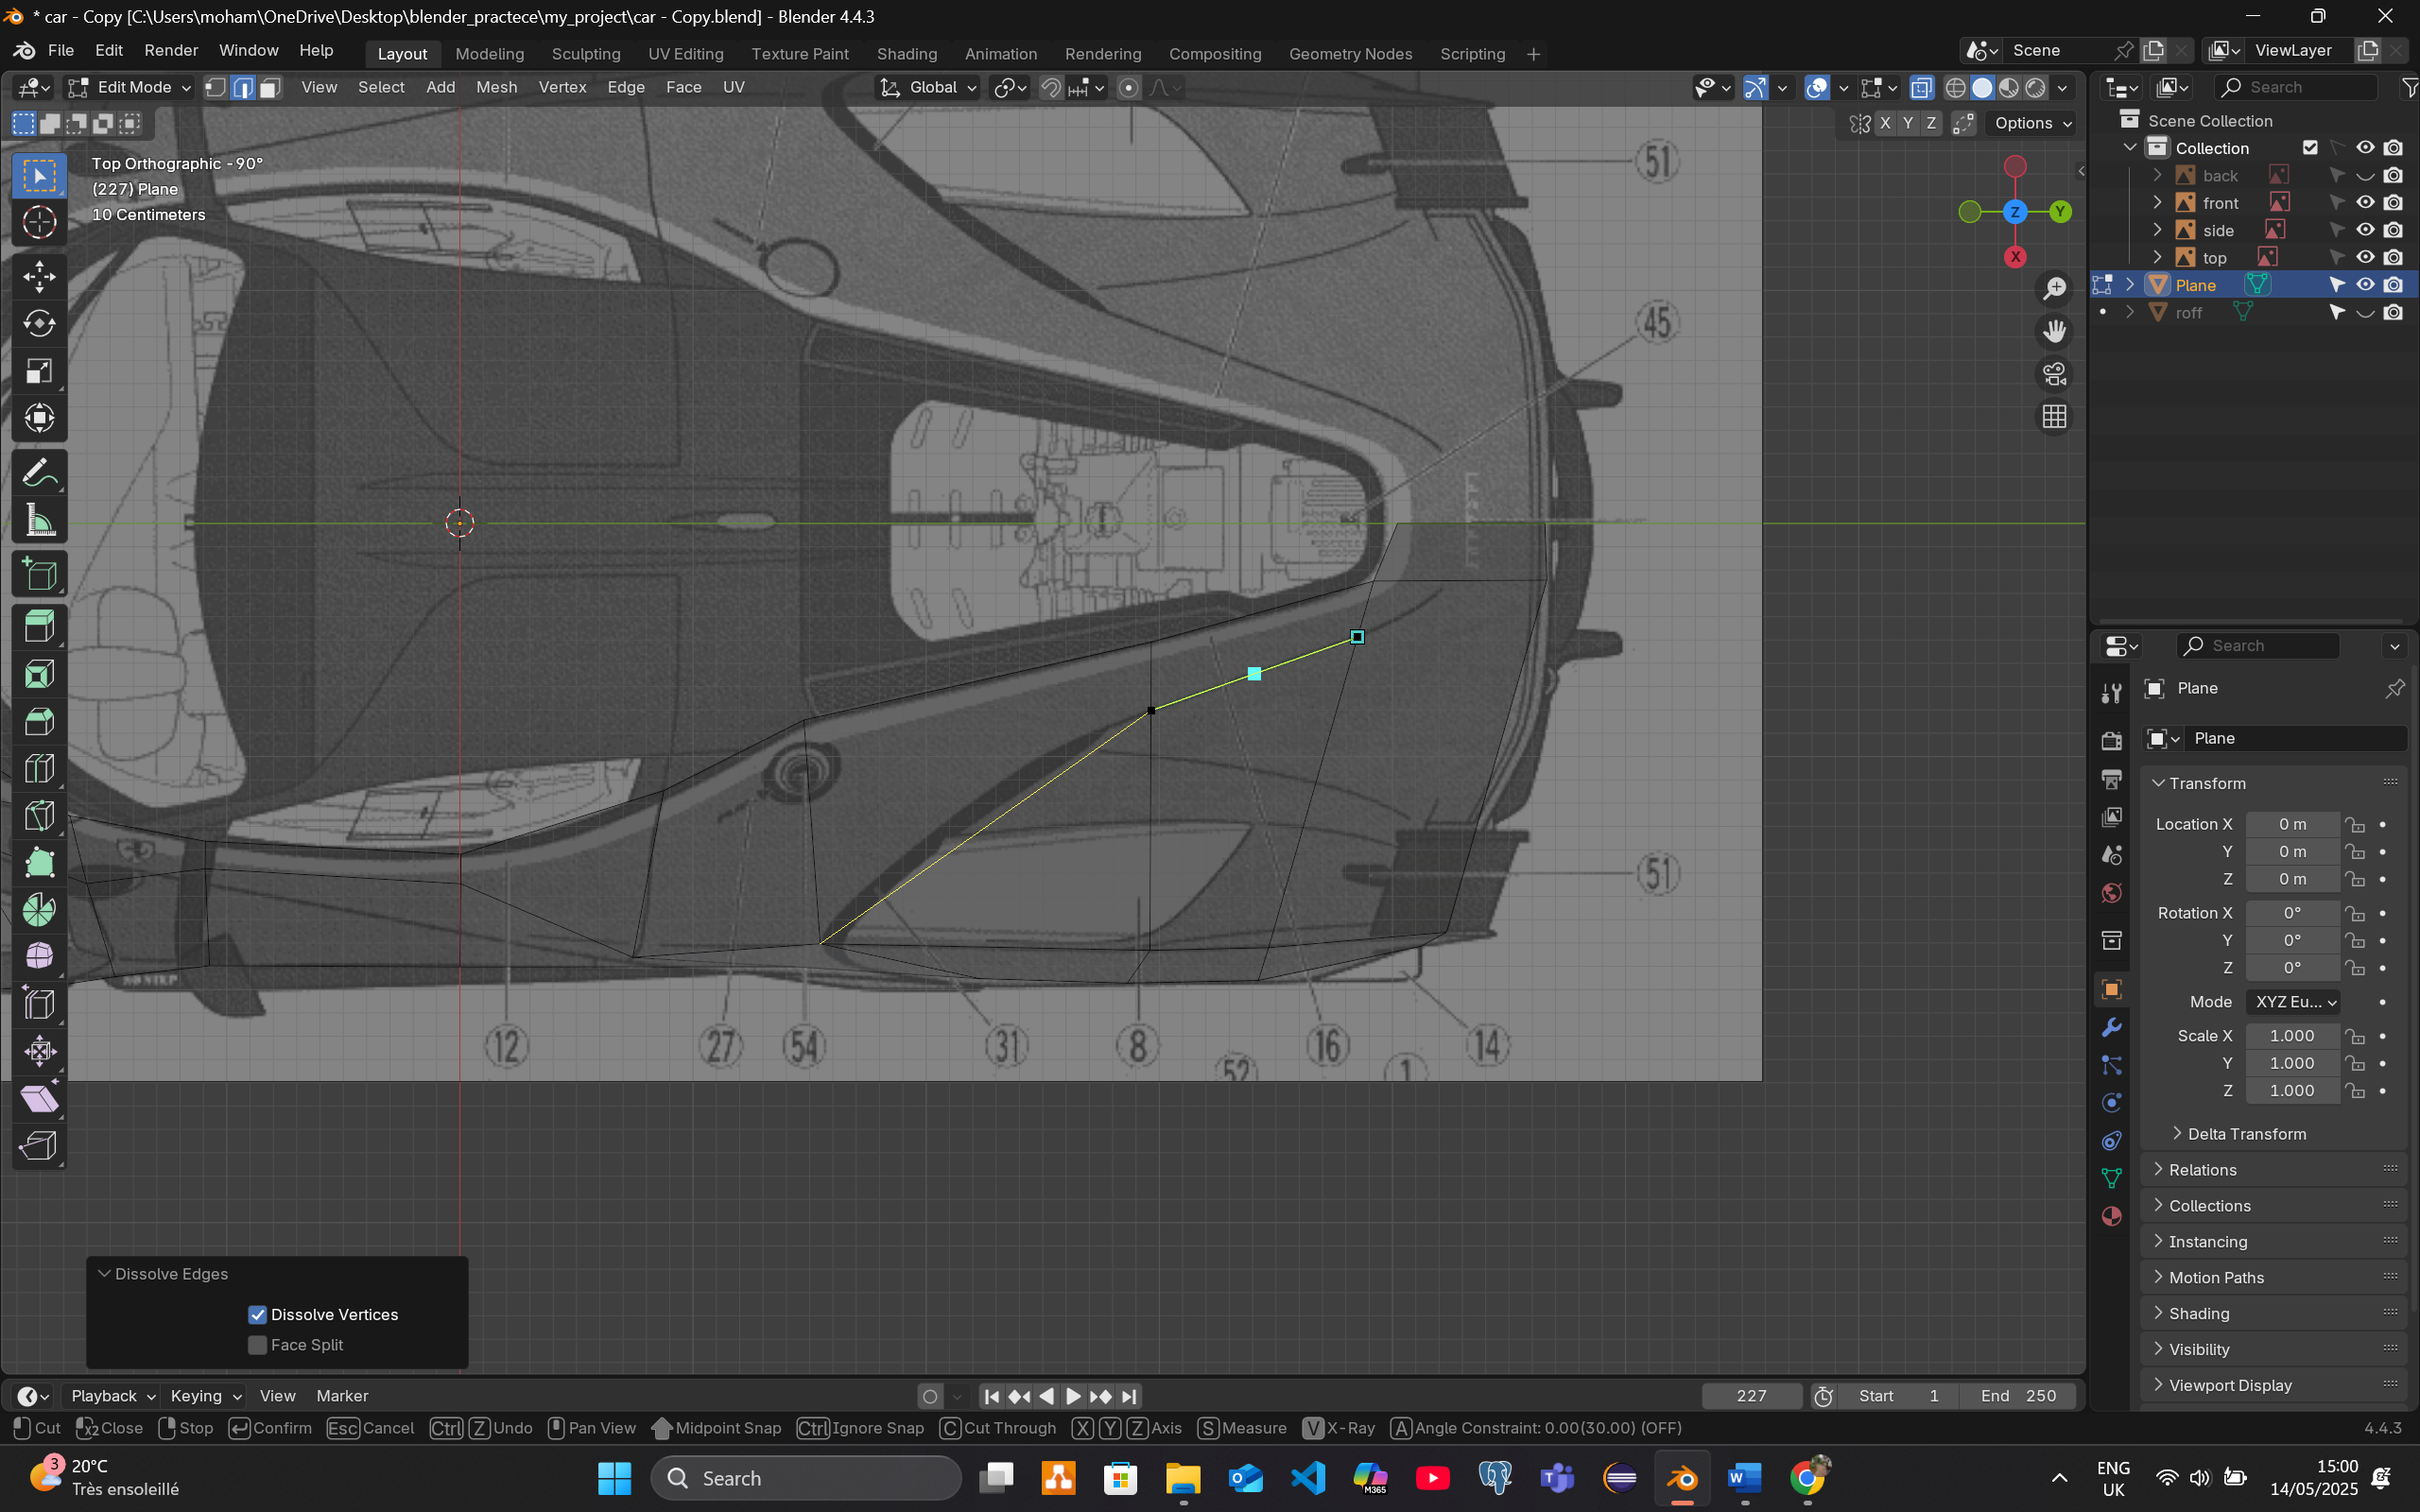 * car - Copy [C:\Users\moham\OneDrive\Desktop\blender_practece\my_project\car - Copy.blend] - Blender 4.4.3
File Edit Render Window Help Layout Modeling Sculpting UV Editing Texture Paint Shading Animation Rendering Compositing Geometry Nodes Scripting + Scene ViewLayer
Edit Mode View Select Add Mesh Vertex Edge Face UV Global Search
X Y Z Options
Top Orthographic -90°
(227) Plane
10 Centimeters
Scene Collection
Collection
back
front
side
top
Plane
roff
Y
Z
X
51
45
51
12 27 54 31 8 16 14
52 1
Search
Plane
Plane
Transform
Location X 0 m
Y 0 m
Z 0 m
Rotation X 0°
Y 0°
Z 0°
Mode XYZ Eu...
Scale X 1.000
Y 1.000
Z 1.000
Delta Transform
Relations
Collections
Instancing
Motion Paths
Shading
Visibility
Viewport Display
Dissolve Edges
Dissolve Vertices
Face Split
Playback Keying View Marker 227 Start 1 End 250
Cut Close Stop Confirm Esc Cancel Ctrl Z Undo Pan View Midpoint Snap Ctrl Ignore Snap C Cut Through X Y Z Axis S Measure V X-Ray A Angle Constraint: 0.00(30.00) (OFF) 4.4.3
3 20°C
Très ensoleillé
Search
M365
ENG
UK
15:00
14/05/2025